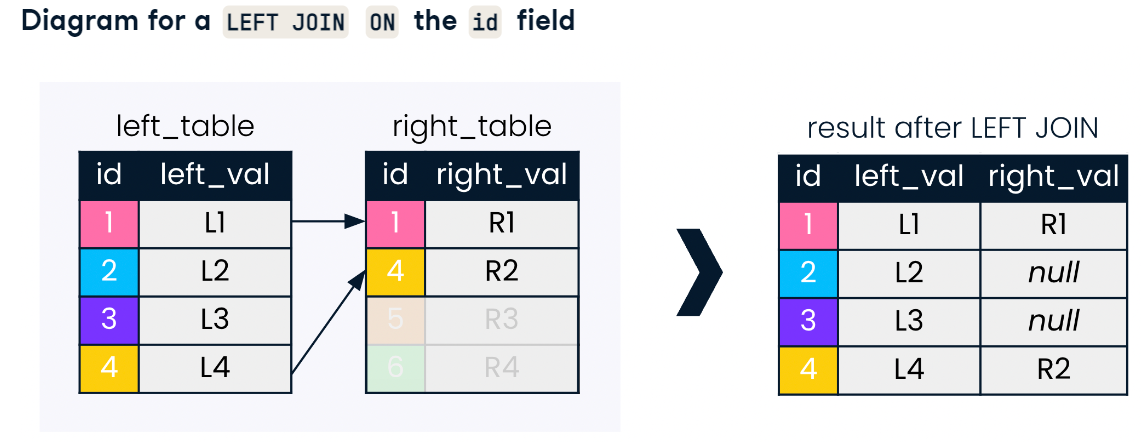 Diagram for a LEFT JOIN ON the id field
left_table right_table result after LEFT JOIN
id left_val id right_val id left_val right_val
1 L1 1 R1 1 L1 R1
2 L2 4 R2 2 L2 null
3 L3 5 R3 3 L3 null
4 L4 6 R4 4 L4 R2